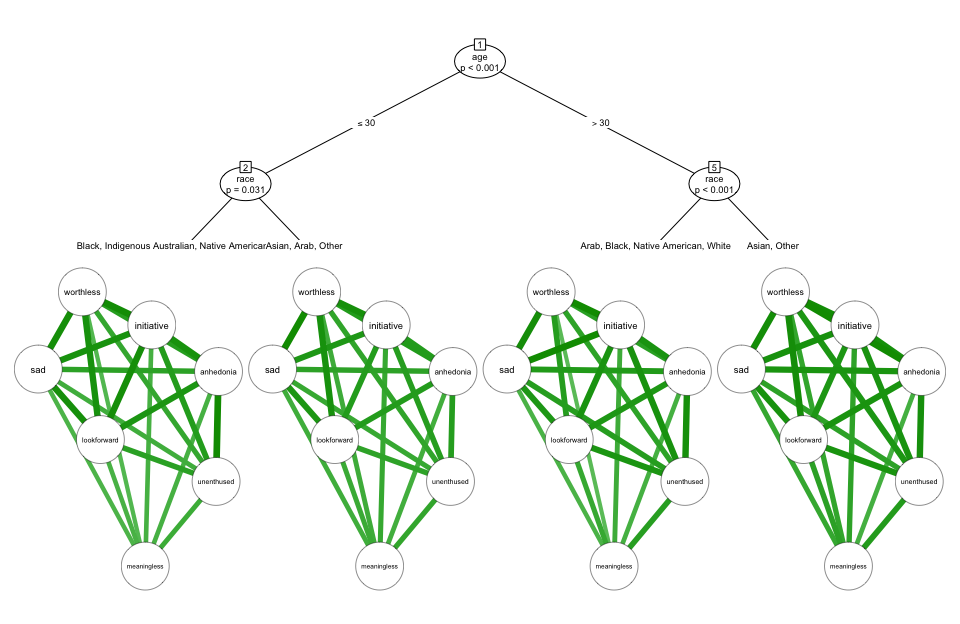 1
age
p < 0.001
≤ 30
> 30
2
race
p = 0.031
5
race
p < 0.001
Black, Indigenous Australian, Native American
Asian, Arab, Other
Arab, Black, Native American, White
Asian, Other
worthless
initiative
sad
anhedonia
lookforward
unenthused
meaningless
worthless
initiative
sad
anhedonia
lookforward
unenthused
meaningless
worthless
initiative
sad
anhedonia
lookforward
unenthused
meaningless
worthless
initiative
sad
anhedonia
lookforward
unenthused
meaningless